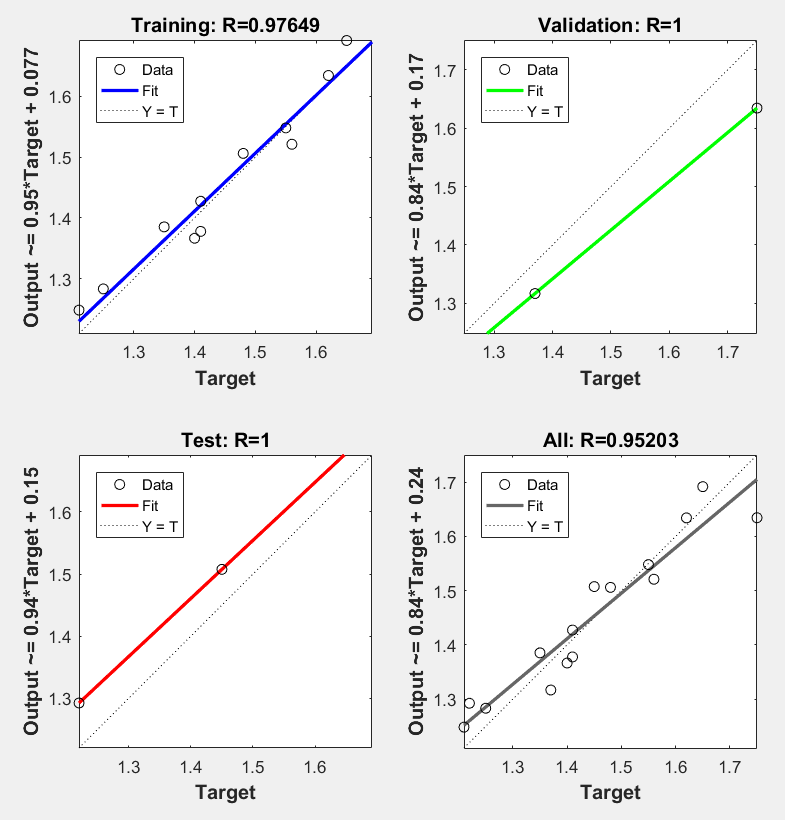 Training: R=0.97649
Output ~= 0.95*Target + 0.077
Data
Fit
Y = T
1.6
1.5
1.4
1.3
1.3 1.4 1.5 1.6
Target
Validation: R=1
Output ~= 0.84*Target + 0.17
Data
Fit
Y = T
1.7
1.6
1.5
1.4
1.3
1.3 1.4 1.5 1.6 1.7
Target
Test: R=1
Output ~= 0.94*Target + 0.15
Data
Fit
Y = T
1.6
1.5
1.4
1.3
1.3 1.4 1.5 1.6
Target
All: R=0.95203
Output ~= 0.84*Target + 0.24
Data
Fit
Y = T
1.7
1.6
1.5
1.4
1.3
1.3 1.4 1.5 1.6 1.7
Target